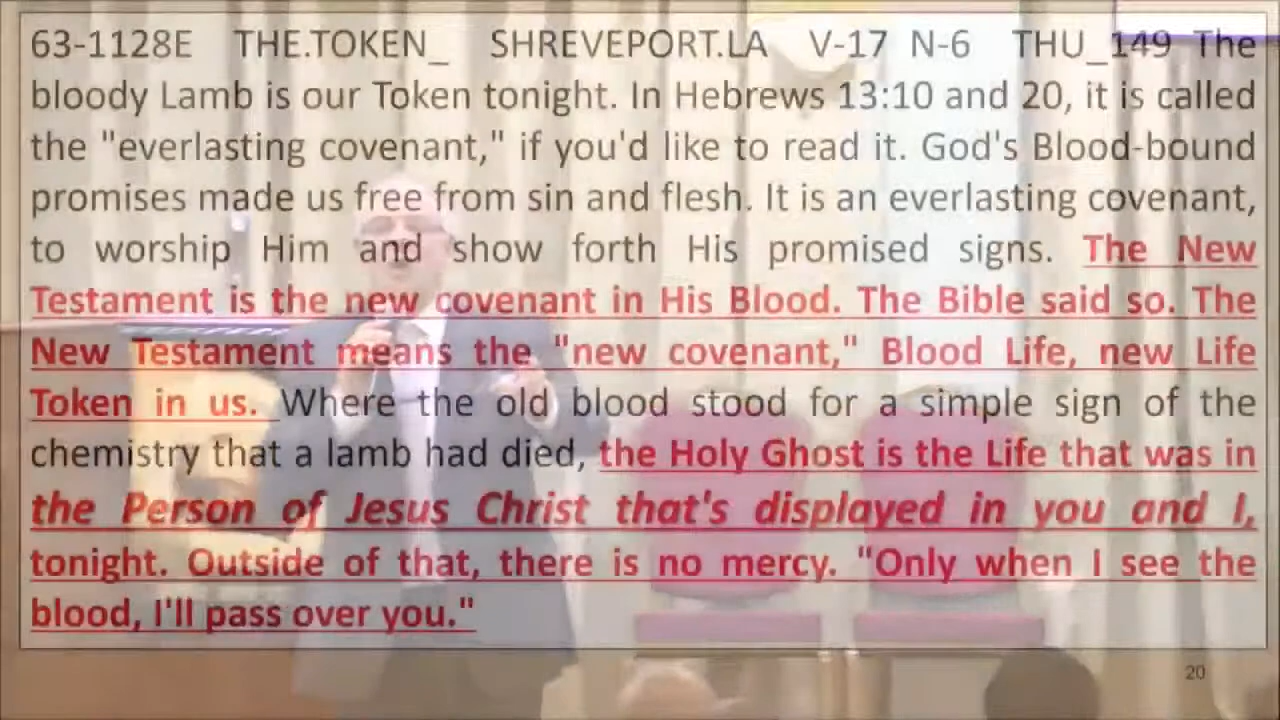 63-1128E THE.TOKEN_ SHREVEPORT.LA V-17 N-6 THU_149 The
bloody Lamb is our Token tonight. In Hebrews 13:10 and 20, it is called
the "everlasting covenant," if you'd like to read it. God's Blood-bound
promises made us free from sin and flesh. It is an everlasting covenant,
to worship Him and show forth His promised signs. The New
Testament is the new covenant in His Blood. The Bible said so. The
New Testament means the "new covenant," Blood Life, new Life
Token in us. Where the old blood stood for a simple sign of the
chemistry that a lamb had died, the Holy Ghost is the Life that was in
the Person of Jesus Christ that's displayed in you and I,
tonight. Outside of that, there is no mercy. "Only when I see the
blood, I'll pass over you."
20